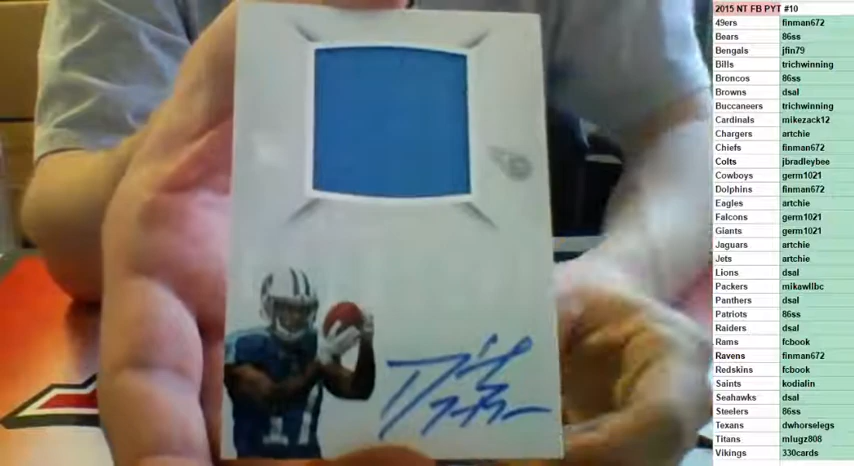 2015 NT FB PYT #10
49ers finman672
Bears 86ss
Bengals jfin79
Bills trichwinning
Broncos 86ss
Browns dsal
Buccaneers trichwinning
Cardinals mikezack12
Chargers artchie
Chiefs finman672
Colts jbradleybee
Cowboys germ1021
Dolphins finman672
Eagles artchie
Falcons germ1021
Giants germ1021
Jaguars artchie
Jets artchie
Lions dsal
Packers mikawllbc
Panthers dsal
Patriots 86ss
Raiders dsal
Rams fcbook
Ravens finman672
Redskins fcbook
Saints kodialin
Seahawks dsal
Steelers 86ss
Texans dwhorselegs
Titans mlugz808
Vikings 330cards